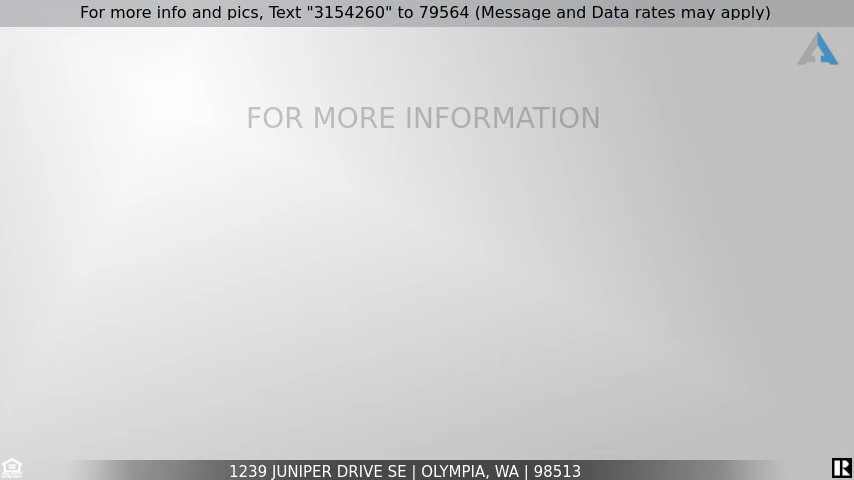 For more info and pics, Text "3154260" to 79564 (Message and Data rates may apply)
FOR MORE INFORMATION
1239 JUNIPER DRIVE SE | OLYMPIA, WA | 98513